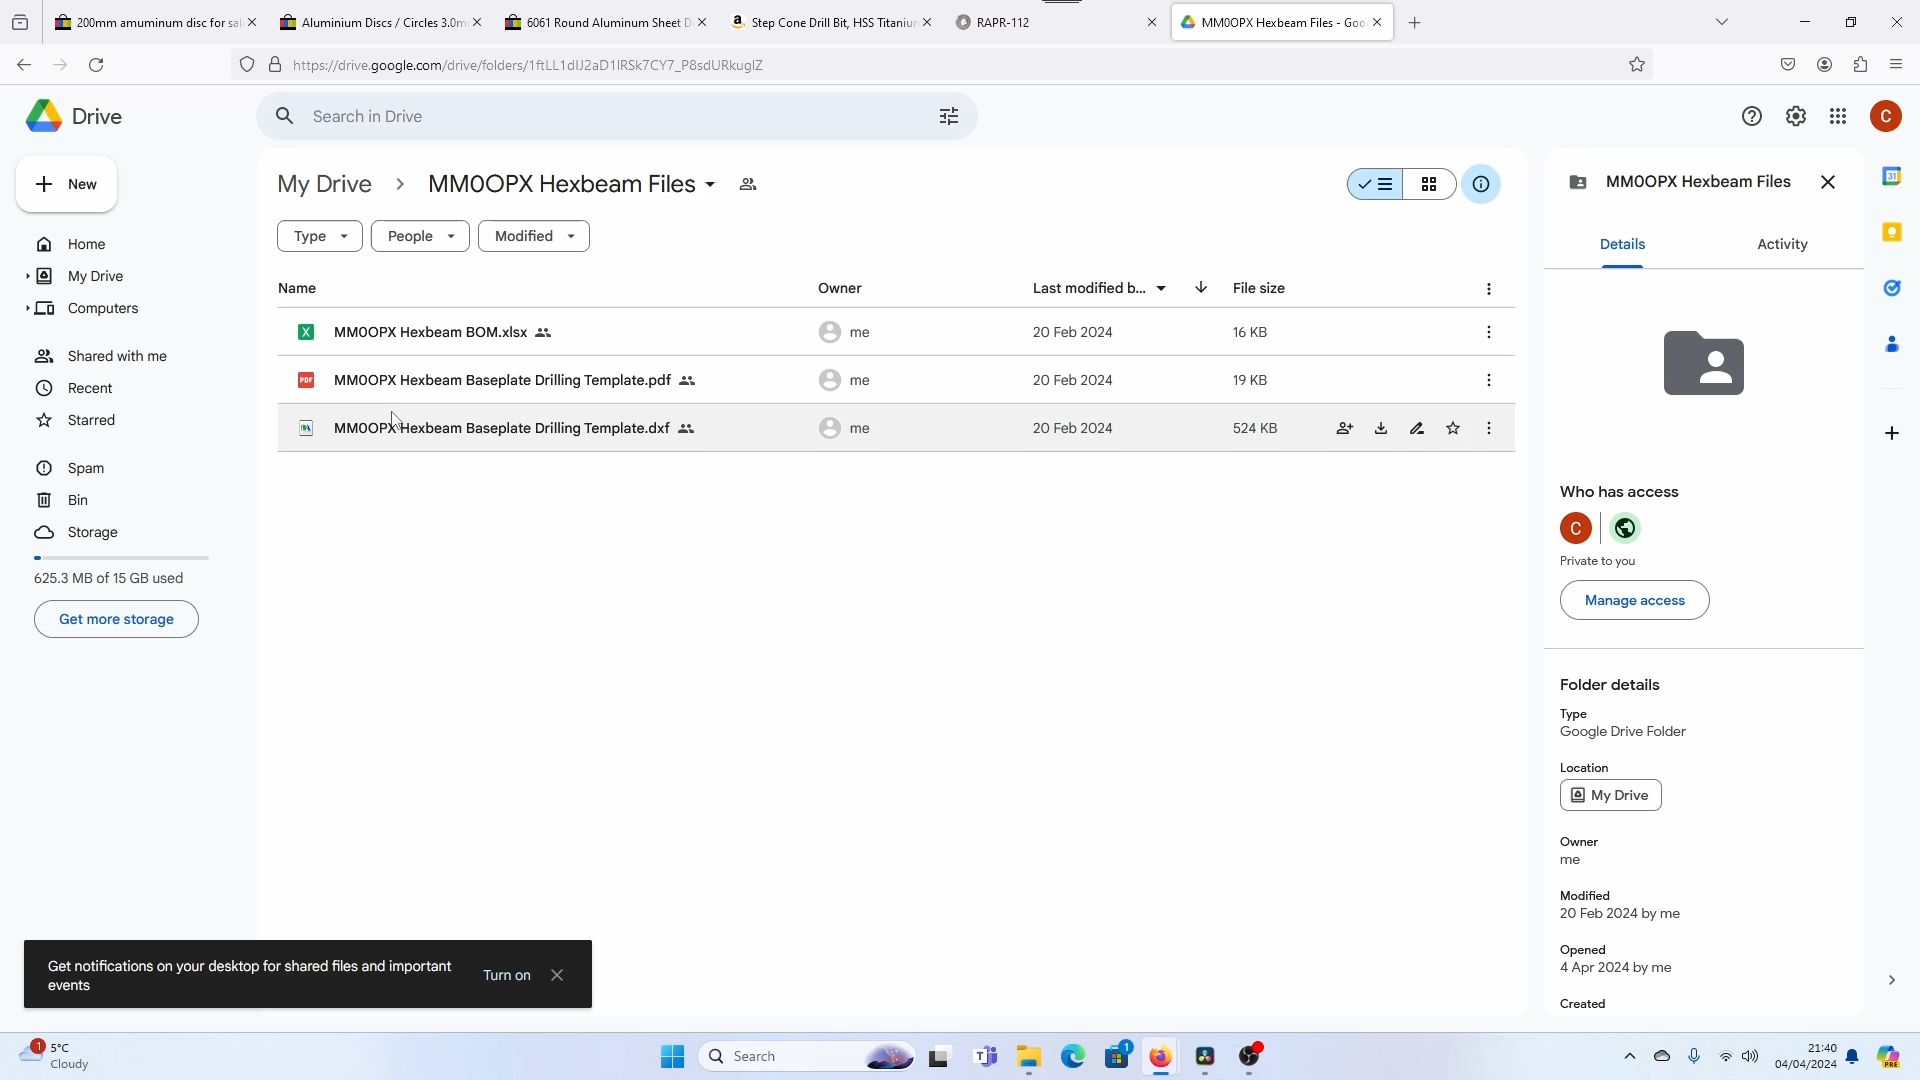 200mm amuminum disc for sal
Aluminium Discs / Circles 3.0m
6061 Round Aluminum Sheet D
Step Cone Drill Bit, HSS Titaniun
RAPR-112
MM0OPX Hexbeam Files - Goo
https://drive.google.com/drive/folders/1ftLL1dIJ2aD1IRSk7CY7_P8sdURkuglZ
Drive
Search in Drive
C
New
My Drive
MM0OPX Hexbeam Files
MM0OPX Hexbeam Files
Type
People
Modified
Home
My Drive
Computers
Shared with me
Recent
Starred
Spam
Bin
Storage
625.3 MB of 15 GB used
Get more storage
Name
Owner
Last modified b...
File size
MM0OPX Hexbeam BOM.xlsx
me
20 Feb 2024
16 KB
MM0OPX Hexbeam Baseplate Drilling Template.pdf
me
20 Feb 2024
19 KB
MM0OPX Hexbeam Baseplate Drilling Template.dxf
me
20 Feb 2024
524 KB
Details
Activity
Who has access
C
Private to you
Manage access
Folder details
Type
Google Drive Folder
Location
My Drive
Owner
me
Modified
20 Feb 2024 by me
Opened
4 Apr 2024 by me
Created
31
Get notifications on your desktop for shared files and important
events
Turn on
1
5°C
Cloudy
Search
1
21:40
04/04/2024
PRE